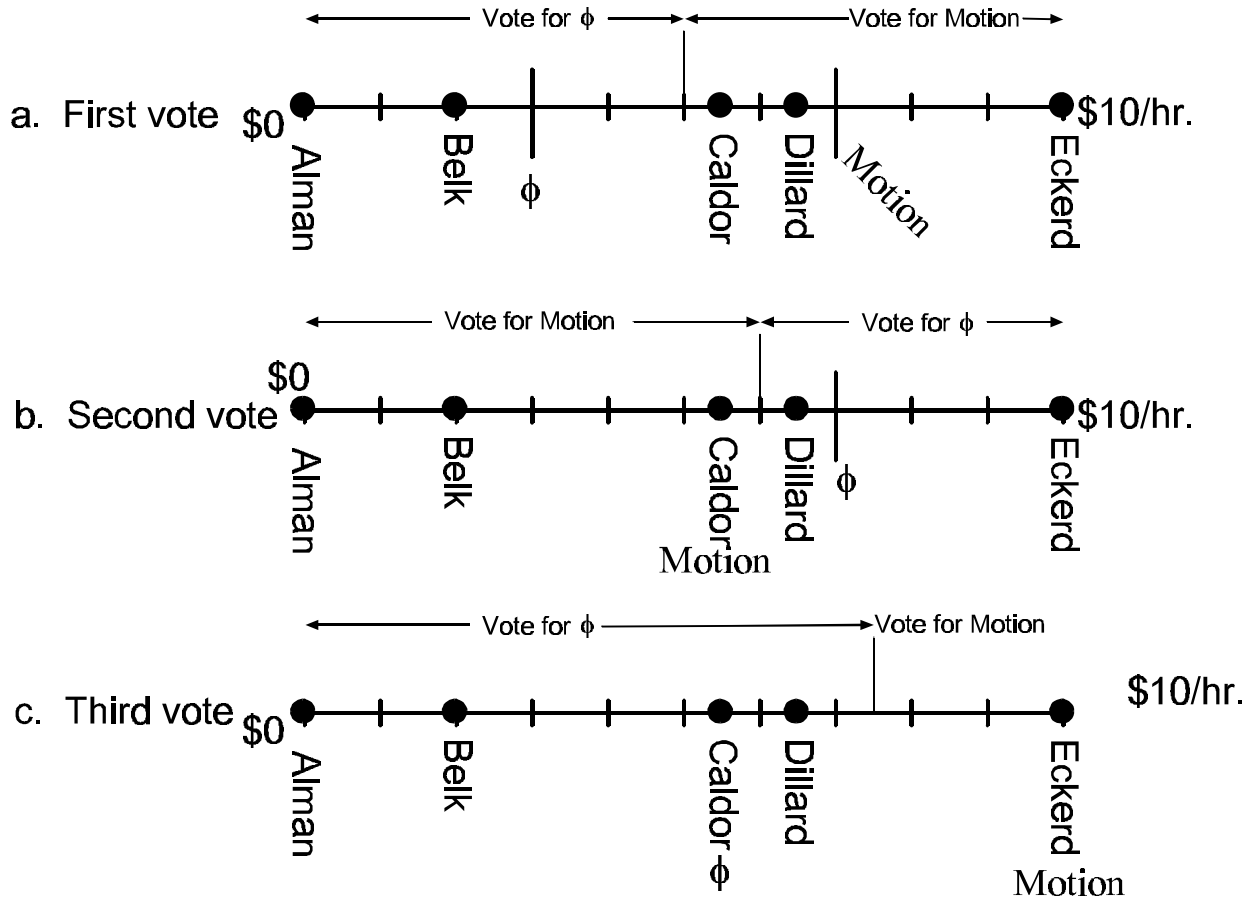 Vote for ϕ Vote for Motion
a. First vote $0 $10/hr.
Alman Belk ϕ Caldor Dillard Motion Eckerd
Vote for Motion Vote for ϕ
$0
b. Second vote $10/hr.
Alman Belk Caldor Dillard ϕ Eckerd
Motion
Vote for ϕ Vote for Motion
$10/hr.
c. Third vote $0
Alman Belk Caldor Dillard Eckerd
ϕ
Motion